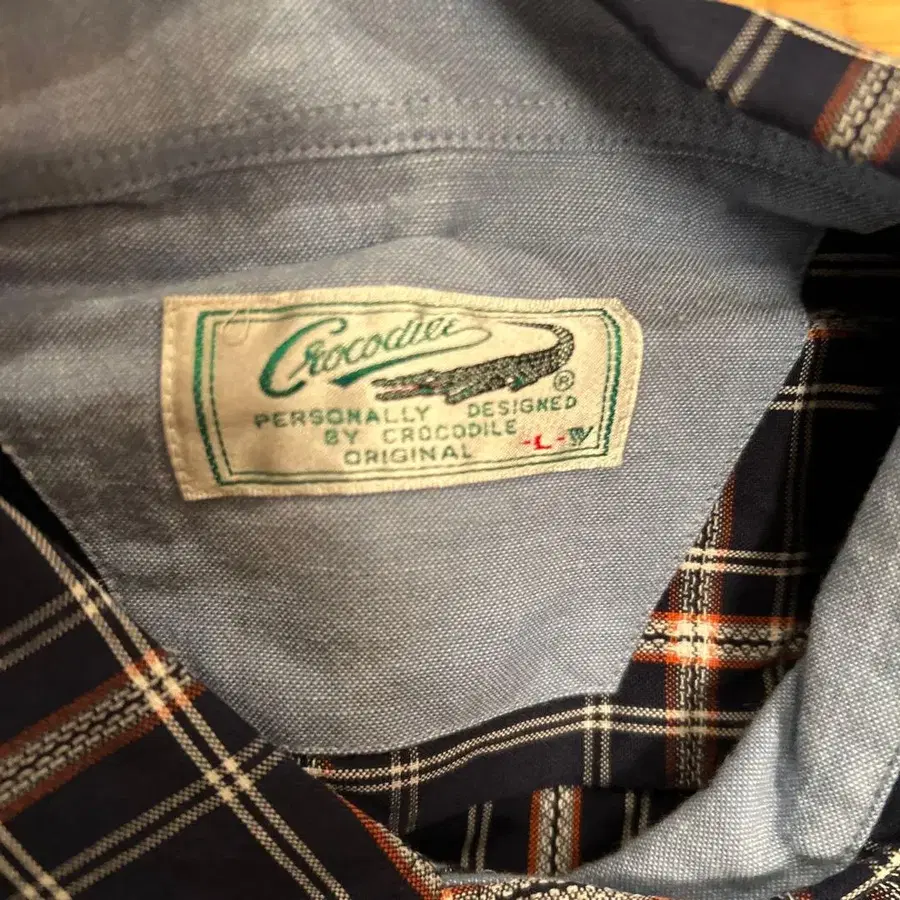 Crocodile
®
PERSONALLY DESIGNED
BY CROCODILE
-L-
ORIGINAL